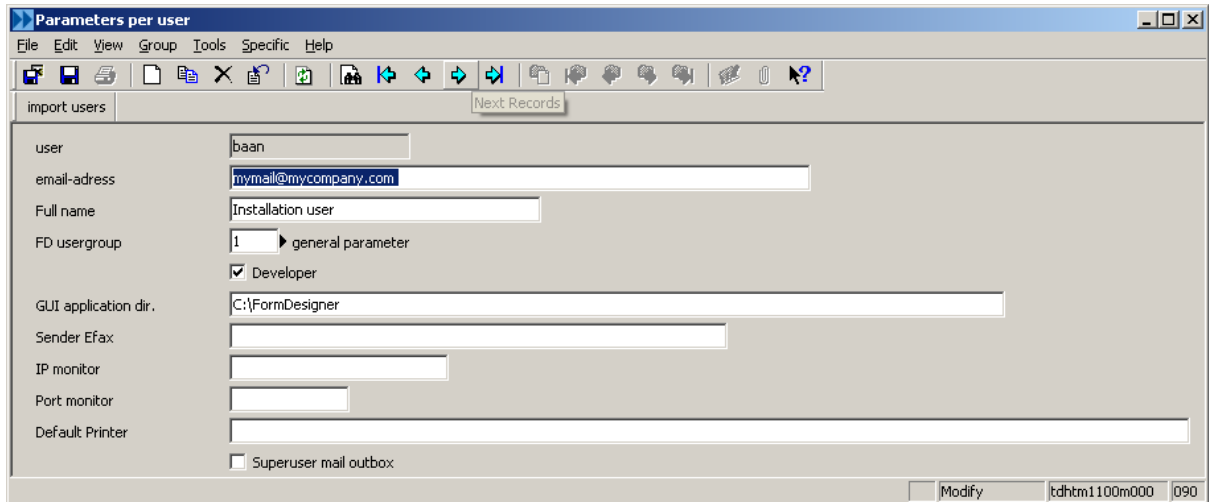 Parameters per user
File Edit View Group Tools Specific Help
Next Records
import users
user baan
email-adress mymail@mycompany.com
Full name Installation user
FD usergroup 1 general parameter
Developer
GUI application dir. C:\FormDesigner
Sender Efax
IP monitor
Port monitor
Default Printer
Superuser mail outbox
Modify tdhtm1100m000 090